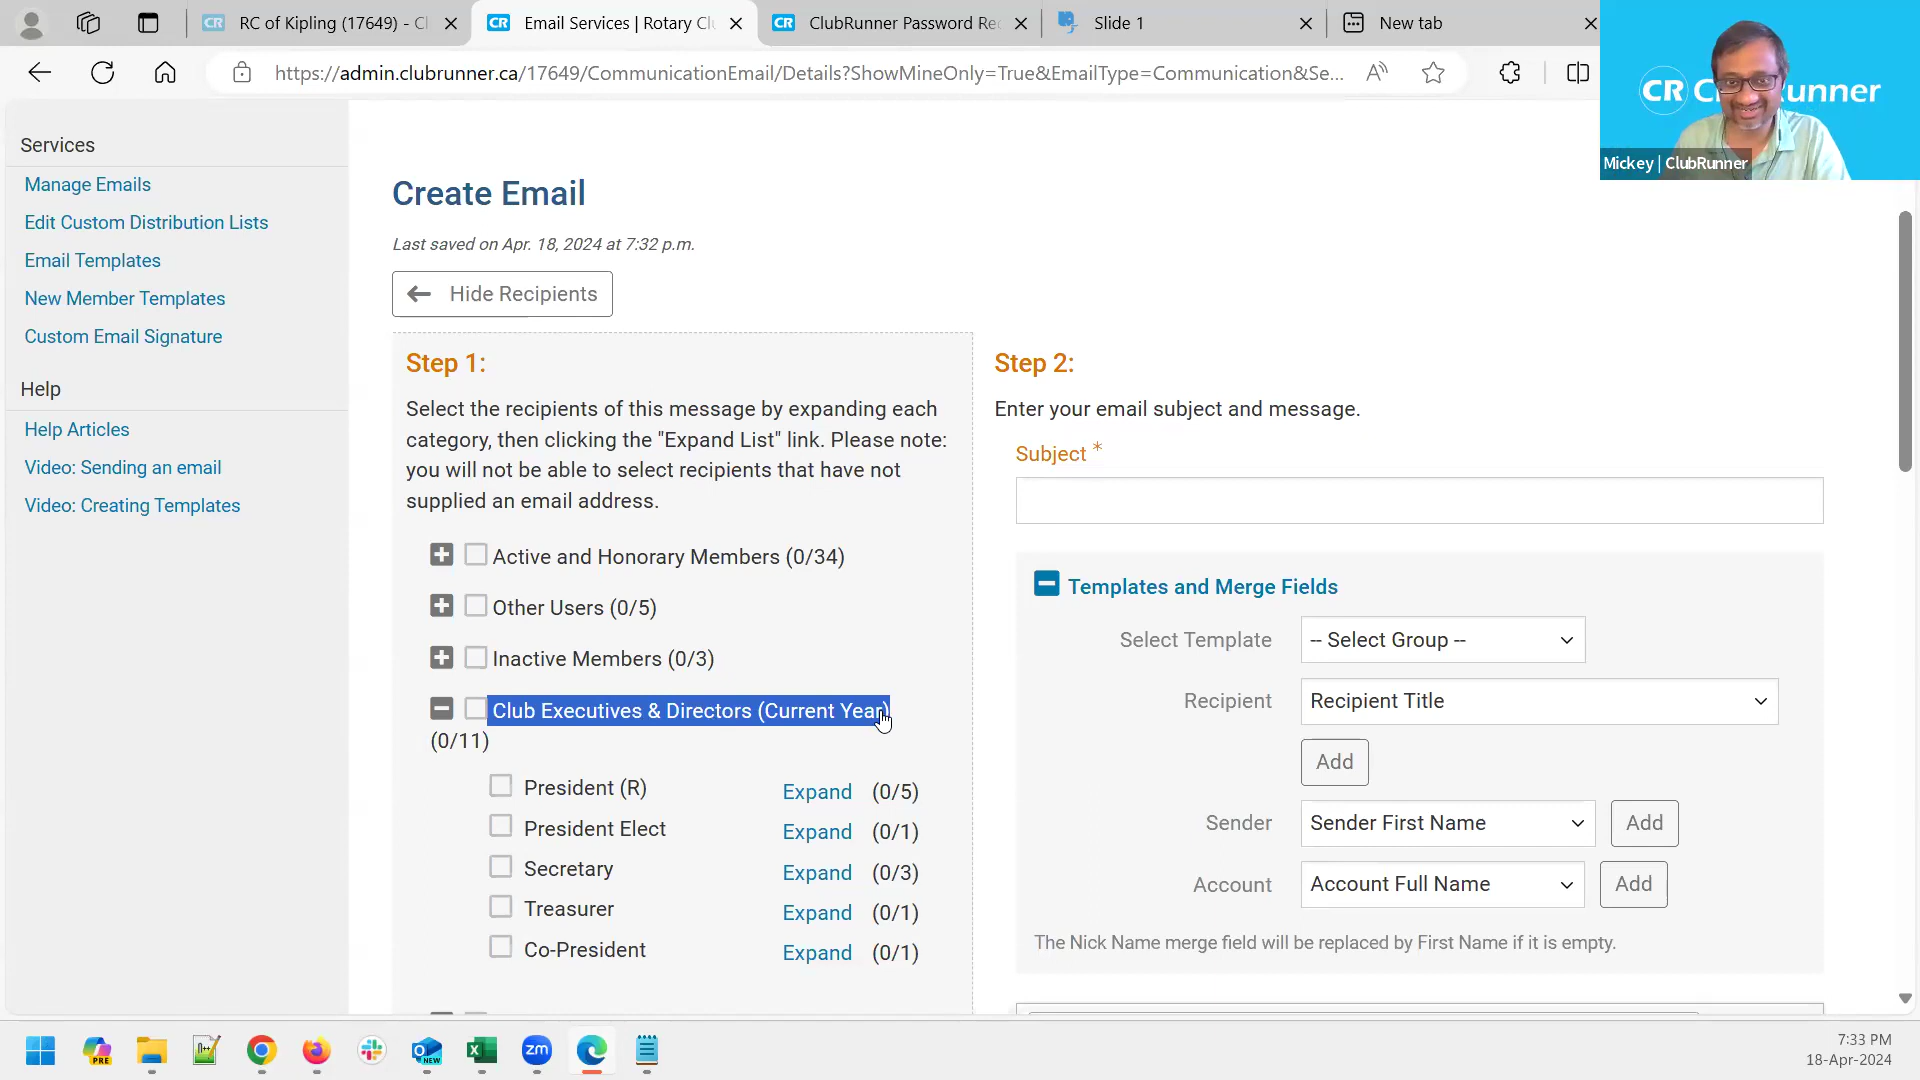 RC of Kipling (17649) - Cl
Email Services | Rotary Clu
ClubRunner Password Rec
Slide 1
New tab
https://admin.clubrunner.ca/17649/CommunicationEmail/Details?ShowMineOnly=True&EmailType=Communication&Se...
CR
unner
Mickey | ClubRunner
Services
Manage Emails
Edit Custom Distribution Lists
Email Templates
New Member Templates
Custom Email Signature
Help
Help Articles
Video: Sending an email
Video: Creating Templates
Create Email
Last saved on Apr. 18, 2024 at 7:32 p.m.
Hide Recipients
Step 1:
Select the recipients of this message by expanding each
category, then clicking the "Expand List" link. Please note:
you will not be able to select recipients that have not
supplied an email address.
Active and Honorary Members (0/34)
Other Users (0/5)
Inactive Members (0/3)
Club Executives & Directors (Current Year)
(0/11)
President (R) Expand (0/5)
President Elect Expand (0/1)
Secretary Expand (0/3)
Treasurer Expand (0/1)
Co-President Expand (0/1)
Step 2:
Enter your email subject and message.
Subject *
Templates and Merge Fields
Select Template -- Select Group --
Recipient Recipient Title
Add
Sender Sender First Name Add
Account Account Full Name Add
The Nick Name merge field will be replaced by First Name if it is empty.
PRE
NEW
zm
7:33 PM
18-Apr-2024